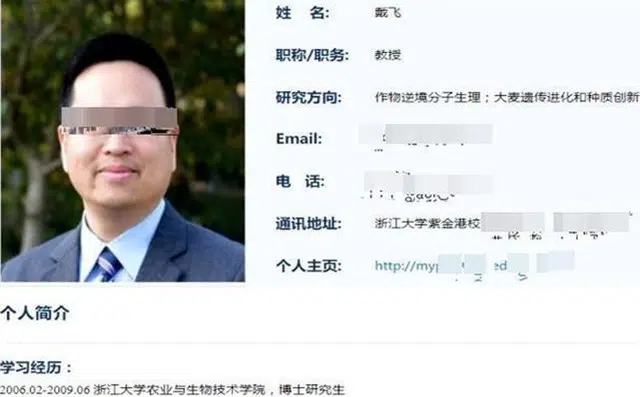 姓 名: 戴飞
职称/职务: 教授
研究方向: 作物逆境分子生理；大麦遗传进化和种质创新
Email:
电 话:
通讯地址: 浙江大学紫金港校
个人主页: http://myp
个人简介
学习经历：
2006.02-2009.06 浙江大学农业与生物技术学院，博士研究生